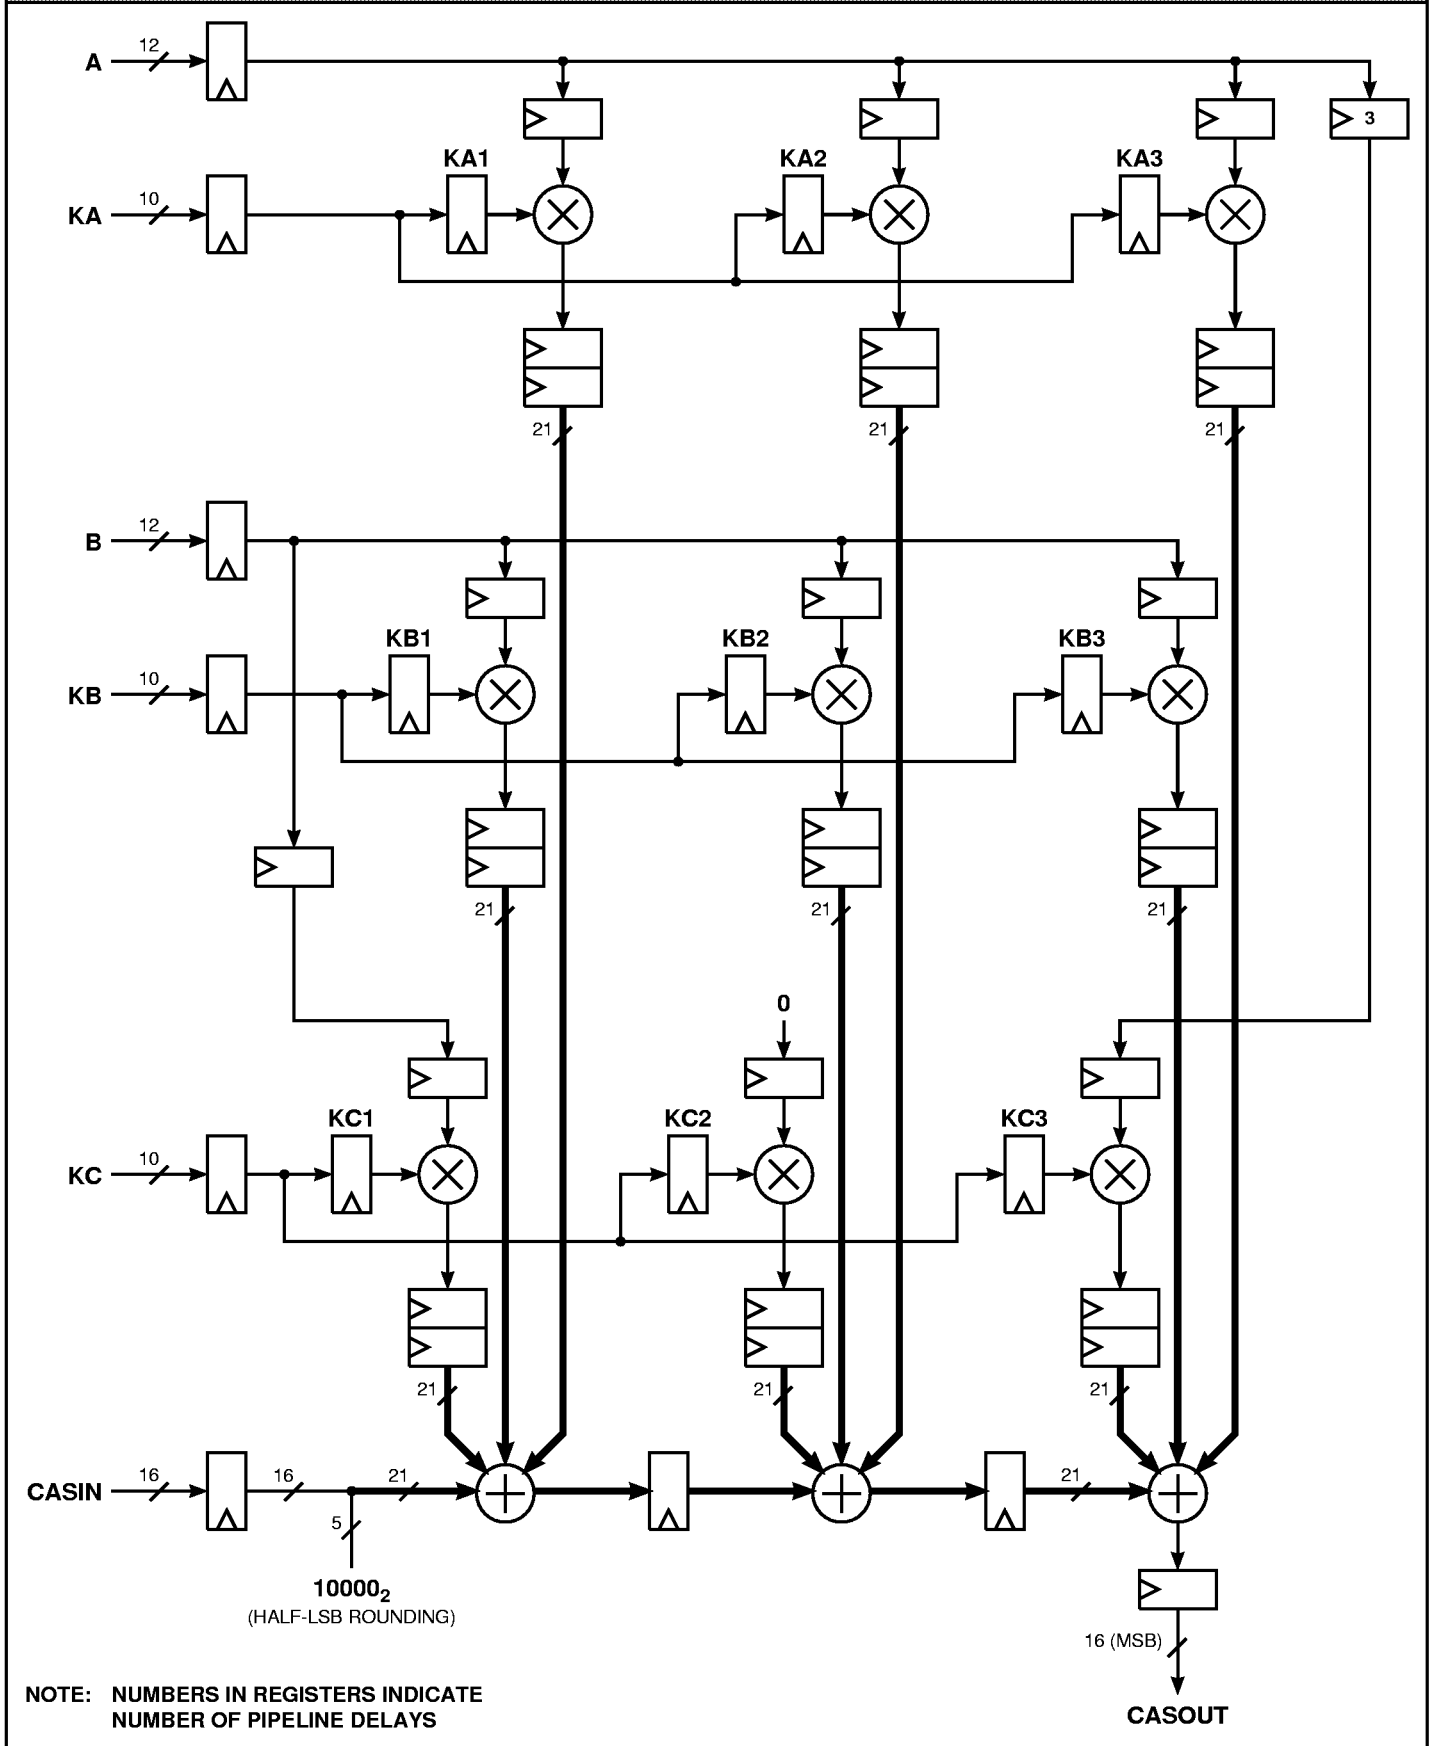 12
A
3
KA1
KA2
KA3
10
KA
21
21
21
12
B
KB1
KB2
KB3
10
KB
21
21
21
0
KC1
KC2
KC3
10
KC
21
21
21
CASIN
16
16
21
21
5
10000₂
(HALF-LSB ROUNDING)
16 (MSB)
NOTE: NUMBERS IN REGISTERS INDICATE
NUMBER OF PIPELINE DELAYS
CASOUT